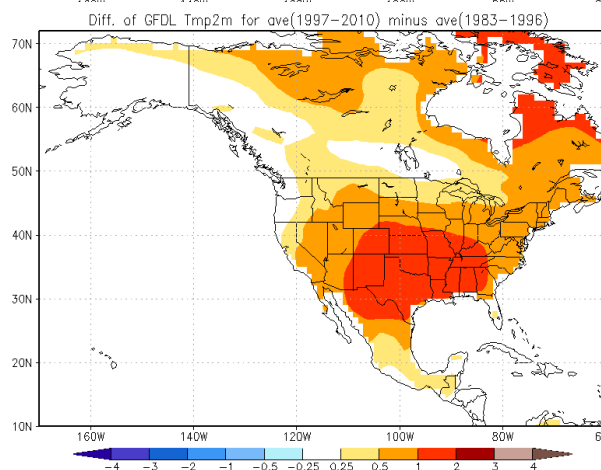 Diff. of GFDL Tmp2m for ave(1997−2010) minus ave(1983−1996)
70N
60N
50N
40N
30N
20N
10N
160W 140W 120W 100W 80W
−4 −3 −2 −1 −0.5 −0.25 0.25 0.5 1 2 3 4